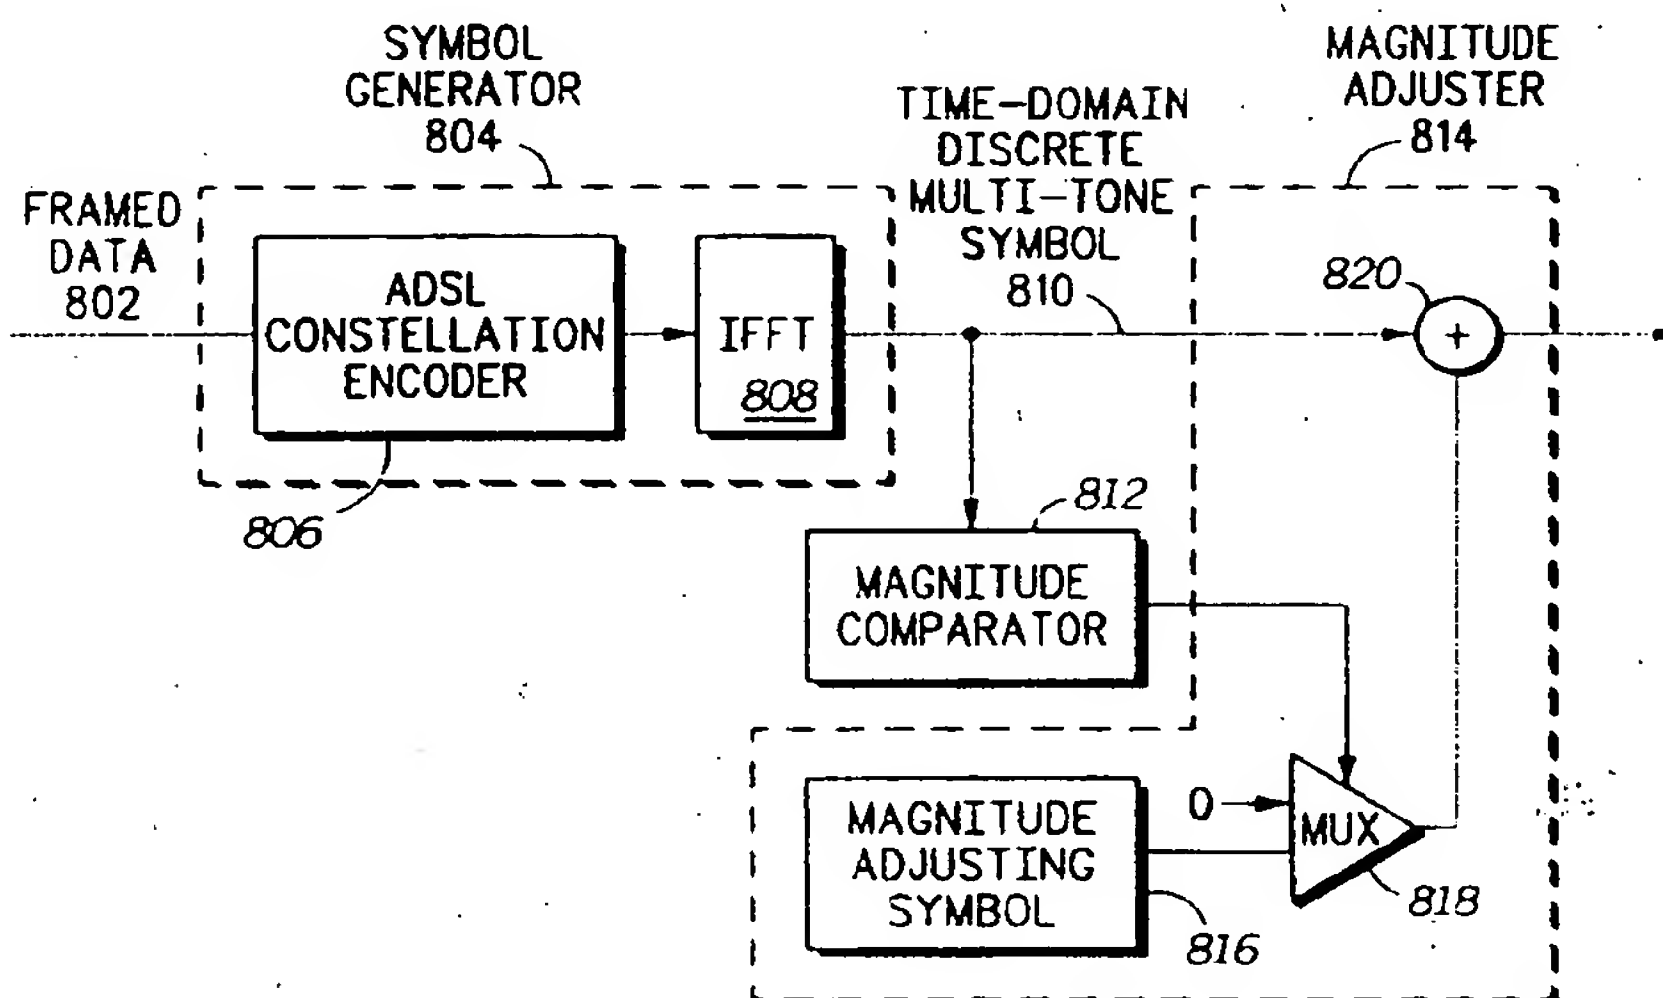 SYMBOL
GENERATOR
804
MAGNITUDE
ADJUSTER
814
TIME-DOMAIN
DISCRETE
MULTI-TONE
SYMBOL
810
FRAMED
DATA
802
ADSL
CONSTELLATION
ENCODER
806
IFFT
808
820
+
812
MAGNITUDE
COMPARATOR
0
MUX
818
MAGNITUDE
ADJUSTING
SYMBOL
816